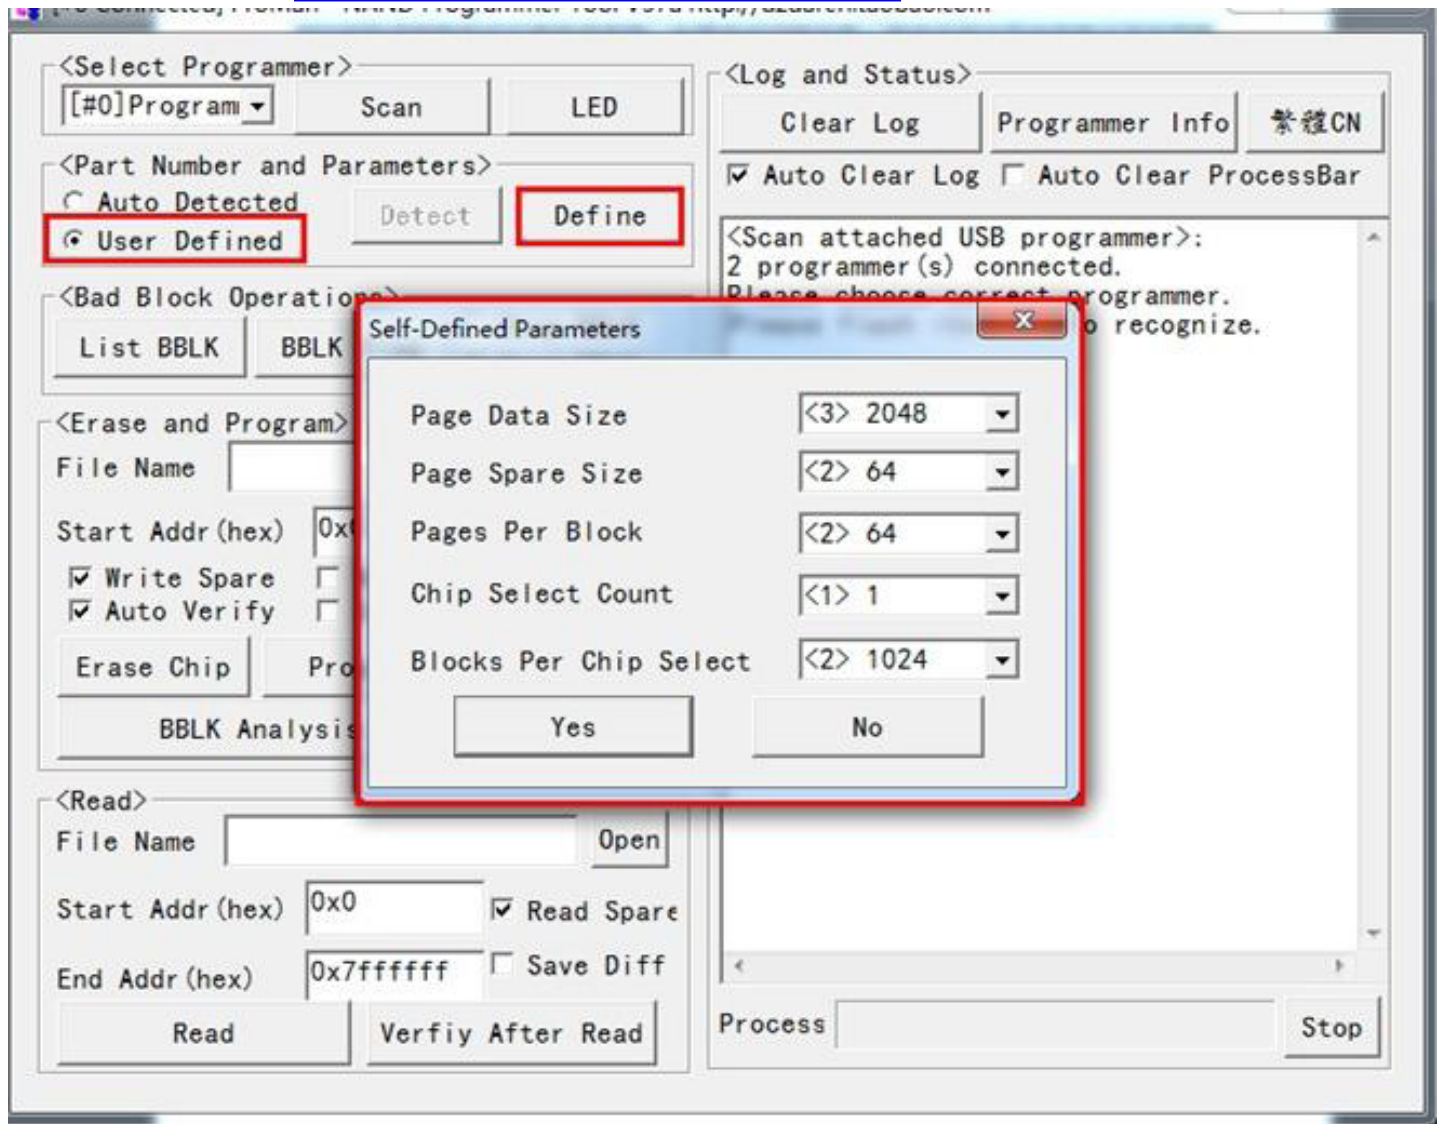 <Select Programmer>
[#0]Program
Scan
LED
<Part Number and Parameters>
Auto Detected
User Defined
Detect
Define
<Bad Block
List BBLK
BBLK
<Erase and Program>
File Name
Start Addr(hex)
Write Spare
Auto Verify
Erase Chip
BBLK Analysis
<Read>
File Name
Open
Start Addr(hex)
0x0
Read Spare
End Addr(hex)
0x7ffffff
Save Diff
Read
Verfiy After Read
<Log and Status>
Clear Log
Programmer Info
繁體CN
Auto Clear Log
Auto Clear ProcessBar
<Scan attached USB programmer>:
2 programmer(s) connected.
Please choose correct programmer.
to recognize.
Process
Stop
Self-Defined Parameters
Page Data Size
<3> 2048
Page Spare Size
<2> 64
Pages Per Block
<2> 64
Chip Select Count
<1> 1
Blocks Per Chip Select
<2> 1024
Yes
No